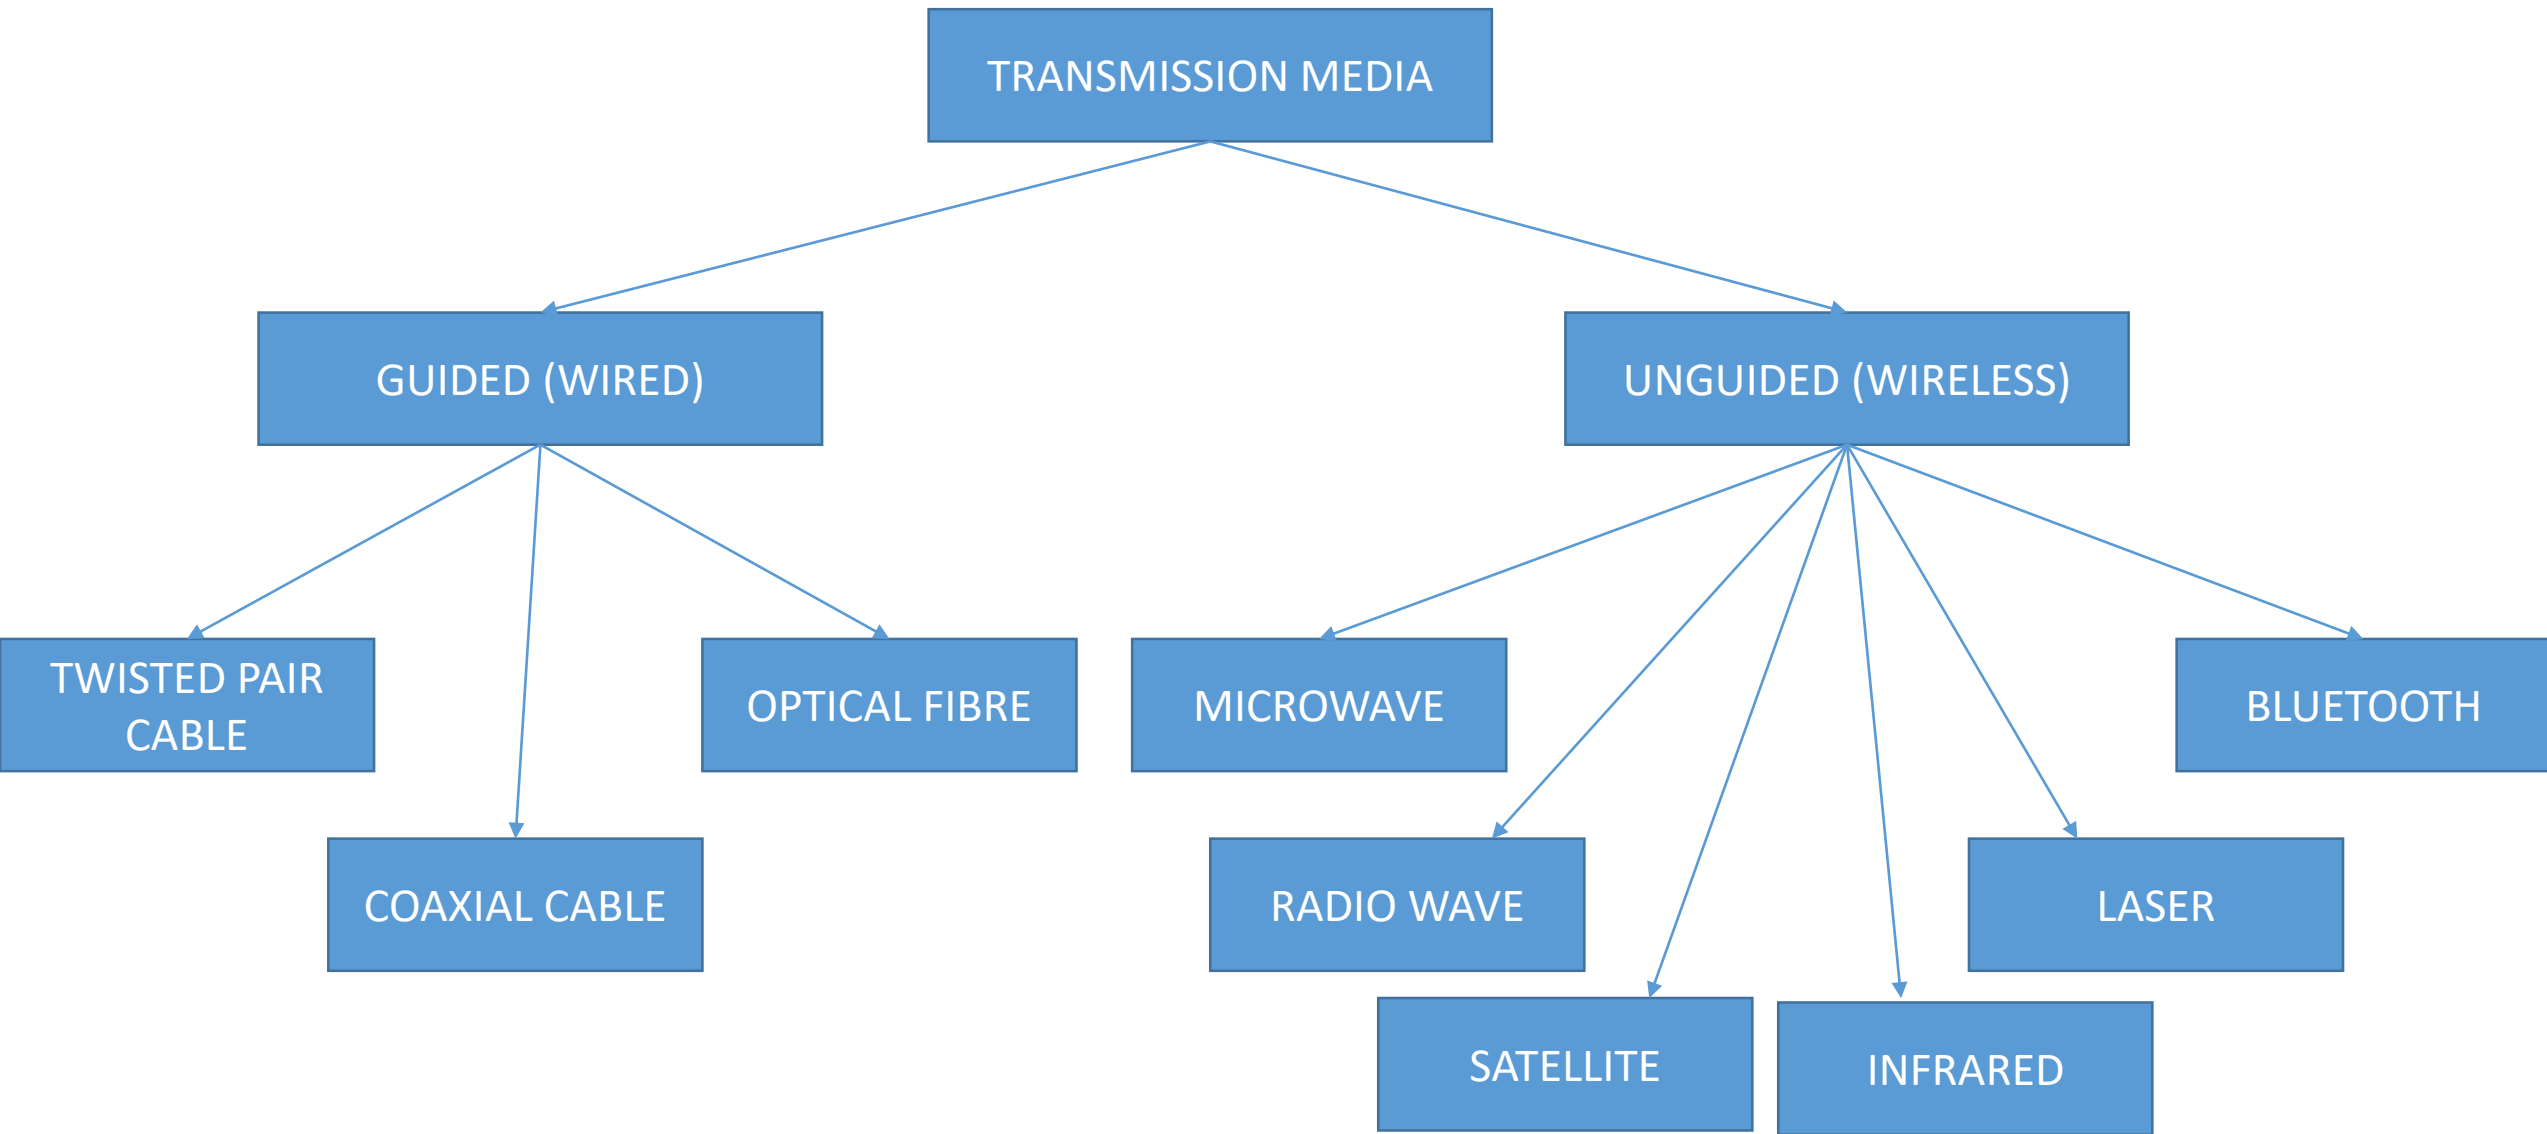 TRANSMISSION MEDIA
GUIDED (WIRED)
UNGUIDED (WIRELESS)
TWISTED PAIR
CABLE
OPTICAL FIBRE
MICROWAVE
BLUETOOTH
COAXIAL CABLE
RADIO WAVE
LASER
SATELLITE
INFRARED